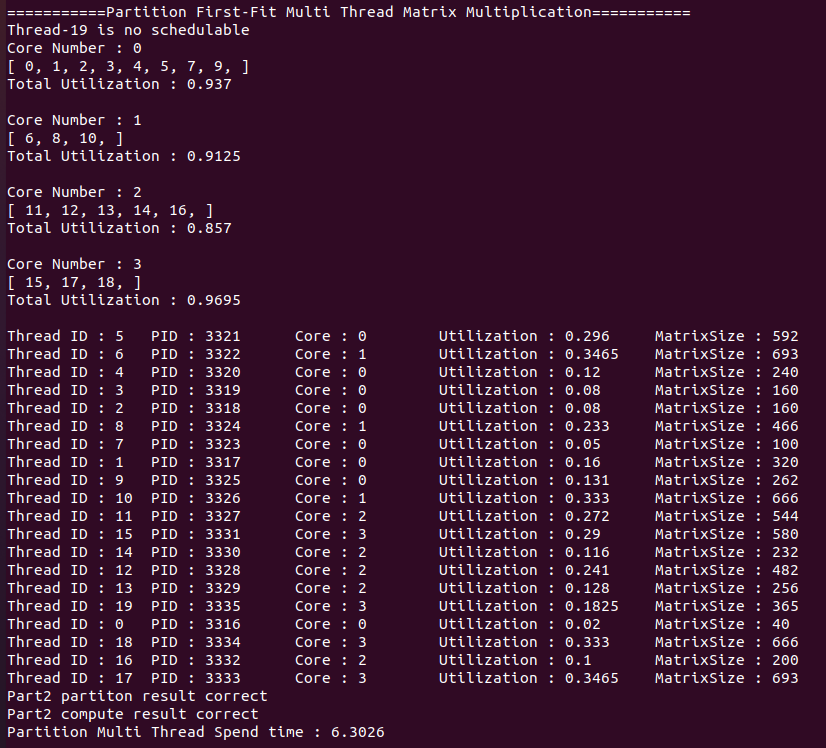 ===========Partition First-Fit Multi Thread Matrix Multiplication===========
Thread-19 is no schedulable
Core Number : 0
[ 0, 1, 2, 3, 4, 5, 7, 9, ]
Total Utilization : 0.937
Core Number : 1
[ 6, 8, 10, ]
Total Utilization : 0.9125
Core Number : 2
[ 11, 12, 13, 14, 16, ]
Total Utilization : 0.857
Core Number : 3
[ 15, 17, 18, ]
Total Utilization : 0.9695
Thread ID : 5 PID : 3321 Core : 0 Utilization : 0.296 MatrixSize : 592
Thread ID : 6 PID : 3322 Core : 1 Utilization : 0.3465 MatrixSize : 693
Thread ID : 4 PID : 3320 Core : 0 Utilization : 0.12 MatrixSize : 240
Thread ID : 3 PID : 3319 Core : 0 Utilization : 0.08 MatrixSize : 160
Thread ID : 2 PID : 3318 Core : 0 Utilization : 0.08 MatrixSize : 160
Thread ID : 8 PID : 3324 Core : 1 Utilization : 0.233 MatrixSize : 466
Thread ID : 7 PID : 3323 Core : 0 Utilization : 0.05 MatrixSize : 100
Thread ID : 1 PID : 3317 Core : 0 Utilization : 0.16 MatrixSize : 320
Thread ID : 9 PID : 3325 Core : 0 Utilization : 0.131 MatrixSize : 262
Thread ID : 10 PID : 3326 Core : 1 Utilization : 0.333 MatrixSize : 666
Thread ID : 11 PID : 3327 Core : 2 Utilization : 0.272 MatrixSize : 544
Thread ID : 15 PID : 3331 Core : 3 Utilization : 0.29 MatrixSize : 580
Thread ID : 14 PID : 3330 Core : 2 Utilization : 0.116 MatrixSize : 232
Thread ID : 12 PID : 3328 Core : 2 Utilization : 0.241 MatrixSize : 482
Thread ID : 13 PID : 3329 Core : 2 Utilization : 0.128 MatrixSize : 256
Thread ID : 19 PID : 3335 Core : 3 Utilization : 0.1825 MatrixSize : 365
Thread ID : 0 PID : 3316 Core : 0 Utilization : 0.02 MatrixSize : 40
Thread ID : 18 PID : 3334 Core : 3 Utilization : 0.333 MatrixSize : 666
Thread ID : 16 PID : 3332 Core : 2 Utilization : 0.1 MatrixSize : 200
Thread ID : 17 PID : 3333 Core : 3 Utilization : 0.3465 MatrixSize : 693
Part2 partiton result correct
Part2 compute result correct
Partition Multi Thread Spend time : 6.3026